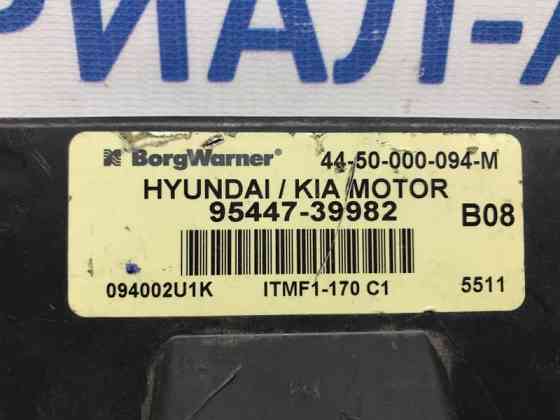 РИАЛ-А
BorgWarner® 44-50-000-094-M
HYUNDAI / KIA MOTOR
95447-39982
B08
094002U1K ITMF1-170 C1 5511